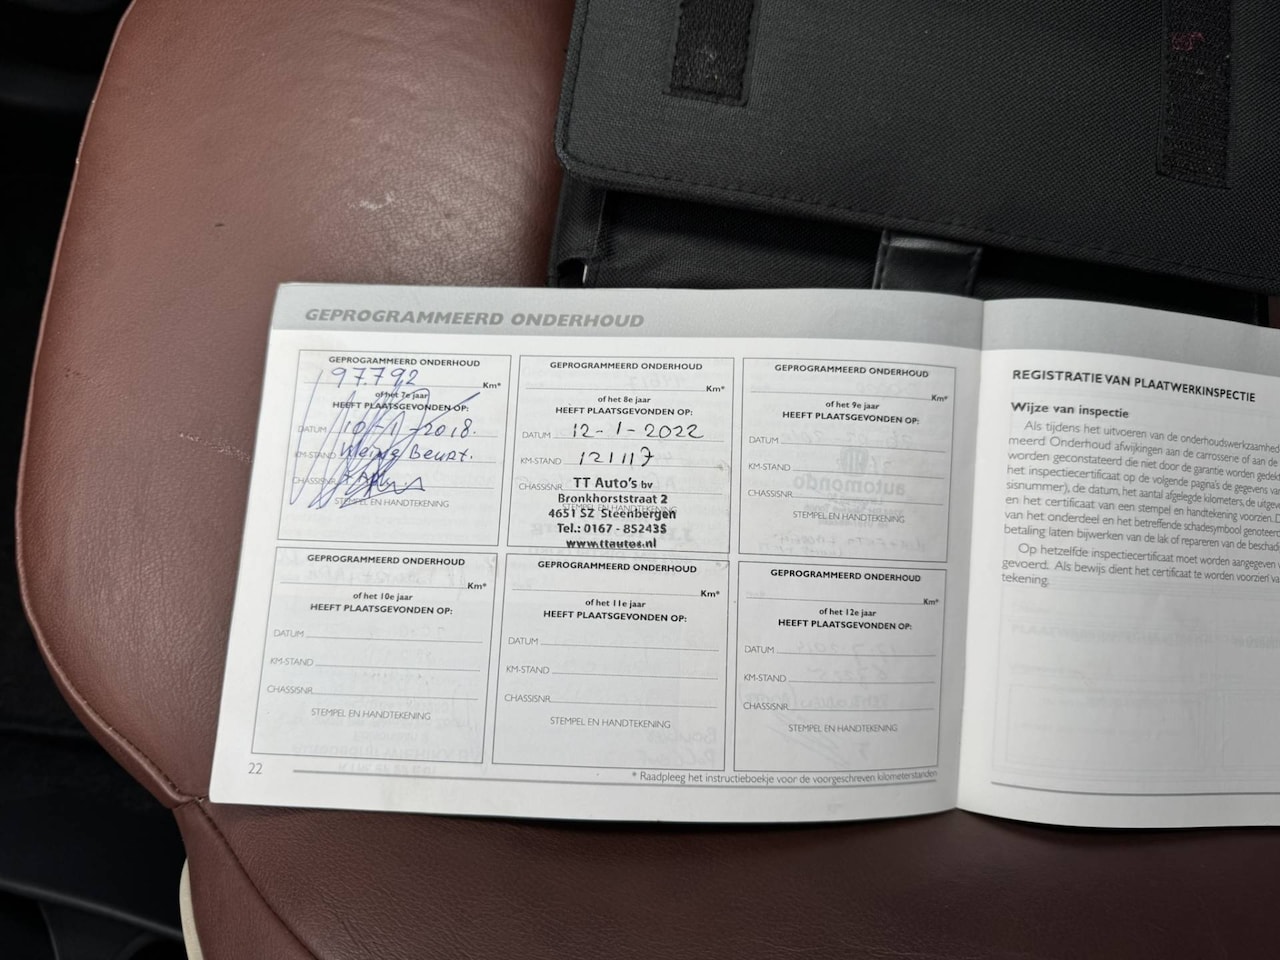 GEPROGRAMMEERD ONDERHOUD
GEPROGRAMMEERD ONDERHOUD
97.792 Km*
of het 7e jaar
HEEFT PLAATSGEVONDEN OP:
DATUM 10-1-2018.
KM-STAND Kleine Beurt.
CHASSISNR.
STEMPEL EN HANDTEKENING
GEPROGRAMMEERD ONDERHOUD
Km*
of het 8e jaar
HEEFT PLAATSGEVONDEN OP:
DATUM 12-1-2022
KM-STAND 121117
CHASSISNR.
STEMPEL EN HANDTEKENING
TT Auto's bv
Bronkhorststraat 2
4651 SZ Steenbergen
Tel.: 0167 - 852435
www.ttautos.nl
GEPROGRAMMEERD ONDERHOUD
Km*
of het 9e jaar
HEEFT PLAATSGEVONDEN OP:
DATUM
KM-STAND
CHASSISNR.
STEMPEL EN HANDTEKENING
GEPROGRAMMEERD ONDERHOUD
Km*
of het 10e jaar
HEEFT PLAATSGEVONDEN OP:
DATUM
KM-STAND
CHASSISNR.
STEMPEL EN HANDTEKENING
GEPROGRAMMEERD ONDERHOUD
Km*
of het 11e jaar
HEEFT PLAATSGEVONDEN OP:
DATUM
KM-STAND
CHASSISNR.
STEMPEL EN HANDTEKENING
GEPROGRAMMEERD ONDERHOUD
Km*
of het 12e jaar
HEEFT PLAATSGEVONDEN OP:
DATUM
KM-STAND
CHASSISNR.
STEMPEL EN HANDTEKENING
22
* Raadpleeg het instructieboekje voor de voorgeschreven kilometerstanden
REGISTRATIE VAN PLAATWERKINSPECTIE
Wijze van inspectie
Als tijdens het uitvoeren van de onderhoudswerkzaamhed
meerd Onderhoud afwijkingen aan de carrosserie of aan de
worden geconstateerd die niet door de garantie worden gedekt
het inspectiecertificaat op de volgende pagina's de gegevens va
sisnummer), de datum, het aantal afgelegde kilometers, de uitgev
en het certificaat van een stempel en handtekening voorzien.
van het onderdeel en het betreffende schadesymbool genoteer
betaling laten bijwerken van de lak of repareren van de beschad
Op hetzelfde inspectiecertificaat moet worden aangegeven
gevoerd. Als bewijs dient het certificaat te worden voorzien va
tekening.